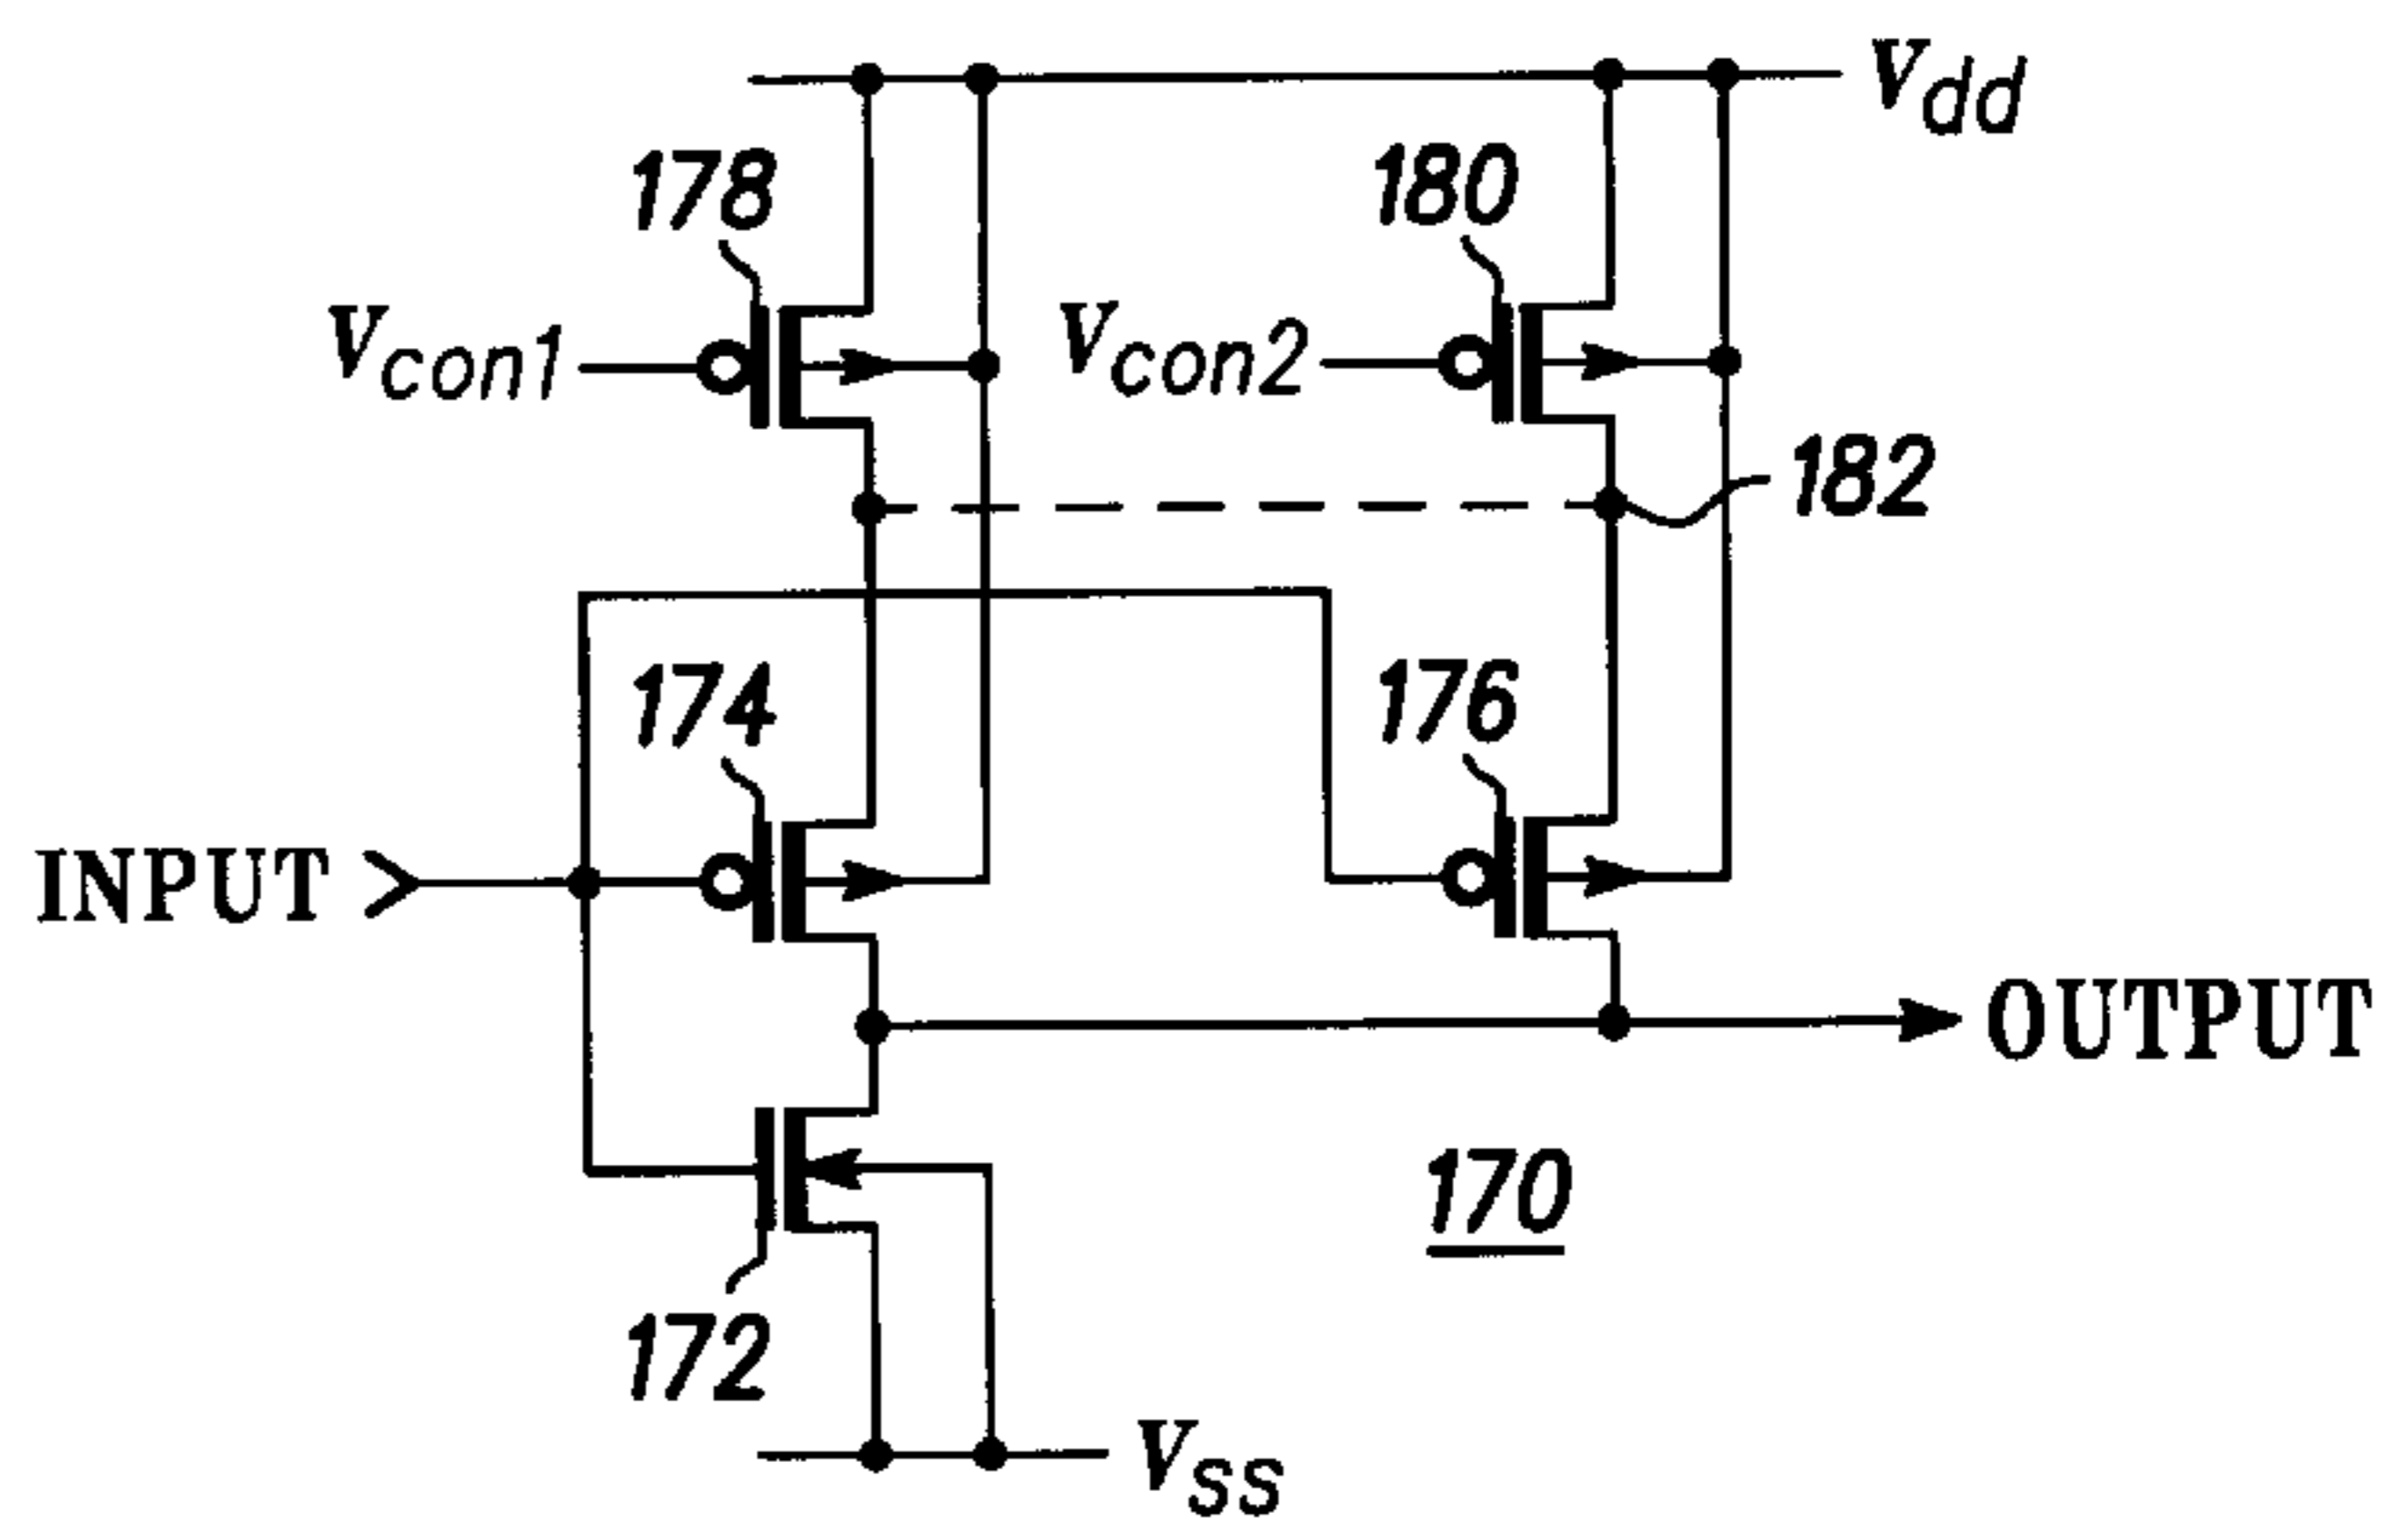 Vdd
178
180
Vcon1
Vcon2
182
174
176
INPUT
OUTPUT
170
172
Vss